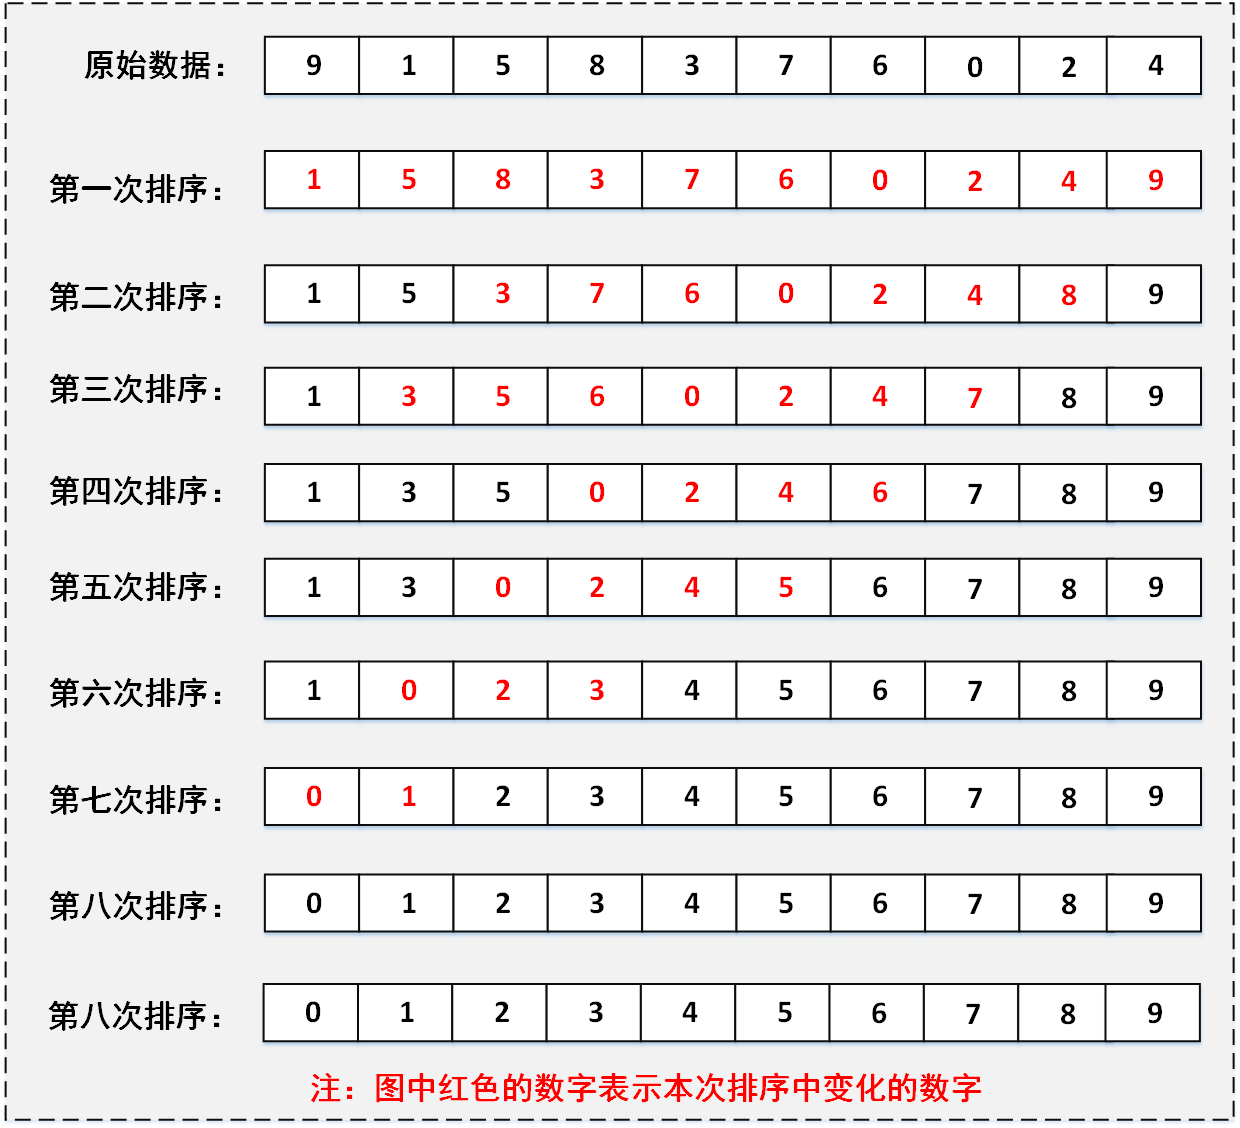 原始数据： 9 1 5 8 3 7 6 0 2 4
第一次排序： 1 5 8 3 7 6 0 2 4 9
第二次排序： 1 5 3 7 6 0 2 4 8 9
第三次排序： 1 3 5 6 0 2 4 7 8 9
第四次排序： 1 3 5 0 2 4 6 7 8 9
第五次排序： 1 3 0 2 4 5 6 7 8 9
第六次排序： 1 0 2 3 4 5 6 7 8 9
第七次排序： 0 1 2 3 4 5 6 7 8 9
第八次排序： 0 1 2 3 4 5 6 7 8 9
第八次排序： 0 1 2 3 4 5 6 7 8 9
注：图中红色的数字表示本次排序中变化的数字